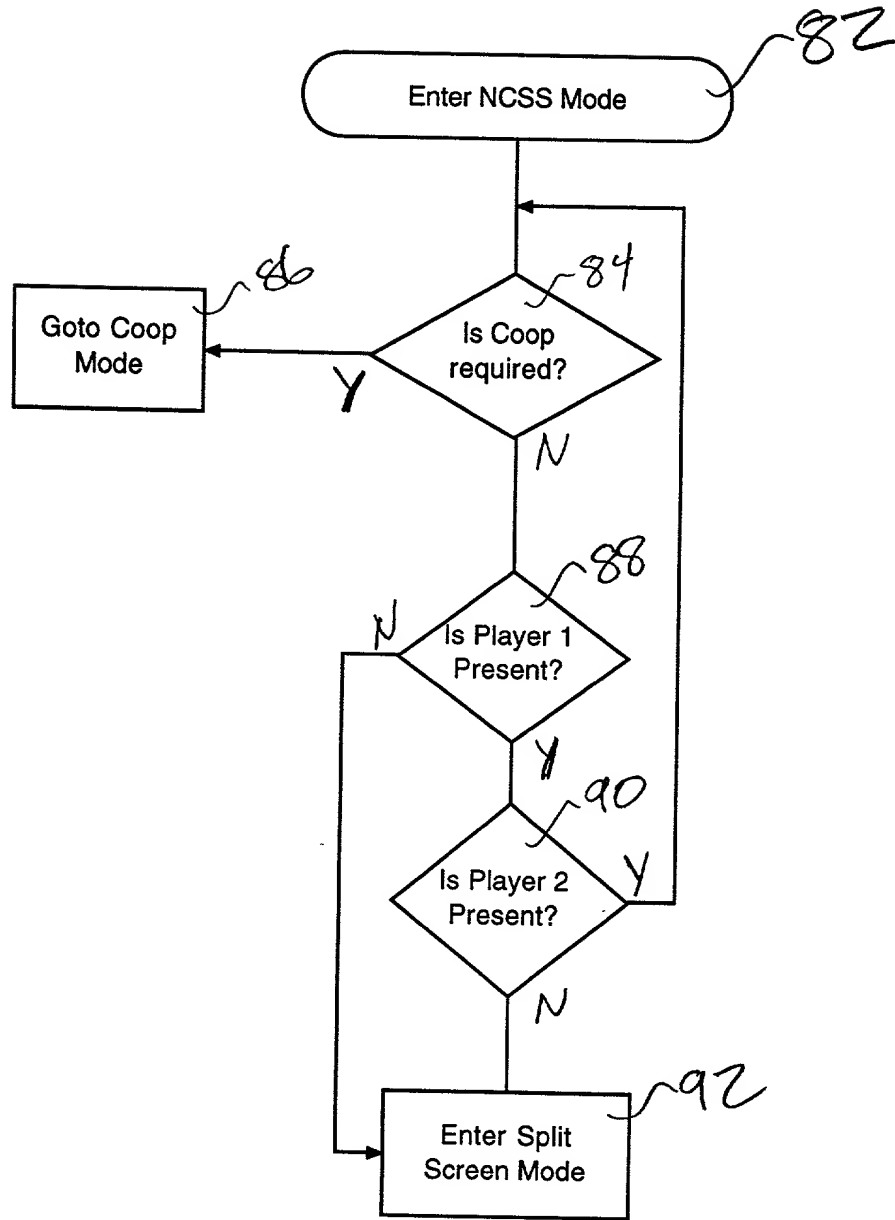 82
Enter NCSS Mode
84
86
Is Coop
required?
Goto Coop
Mode
Y
N
88
N
Is Player 1
Present?
Y
90
Y
Is Player 2
Present?
N
92
Enter Split
Screen Mode